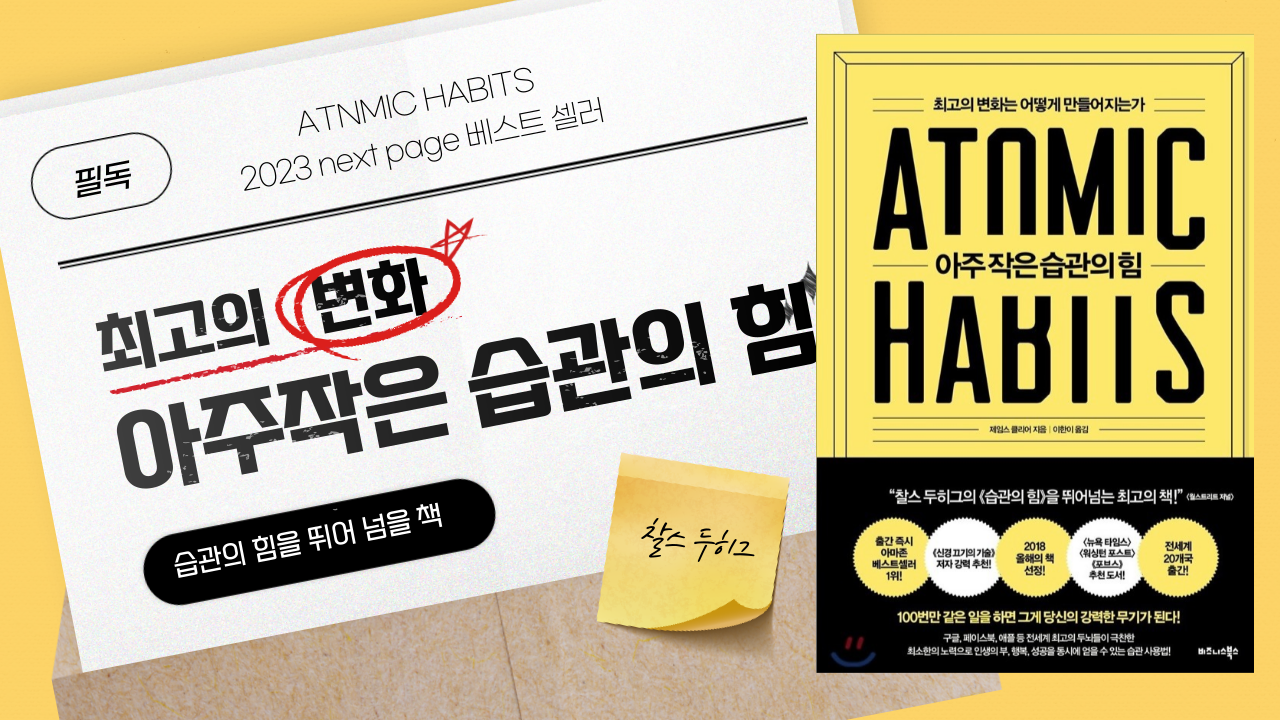 필독
ATNMIC HABITS
2023 next page 베스트 셀러
최고의 변화
아주작은 습관의 힘
습관의 힘을 뛰어 넘을 책
찰스 두히그
최고의 변화는 어떻게 만들어지는가
ATOMIC
아주 작은 습관의 힘
HABITS
제임스 클리어 지음 | 이한이 옮김
“찰스 두히그의 《습관의 힘》을 뛰어넘는 최고의 책!” 〈월스트리트 저널〉
출간 즉시
아마존
베스트셀러
1위!
《신경 끄기의 기술》
저자 강력 추천!
2018
올해의 책
선정!
〈뉴욕 타임스〉
〈워싱턴 포스트〉
《포브스》
추천 도서!
전세계
20개국
출간!
100번만 같은 일을 하면 그게 당신의 강력한 무기가 된다!
구글, 페이스북, 애플 등 전세계 최고의 두뇌들이 극찬한
최소한의 노력으로 인생의 부, 행복, 성공을 동시에 얻을 수 있는 습관 사용법!
비즈니스북스